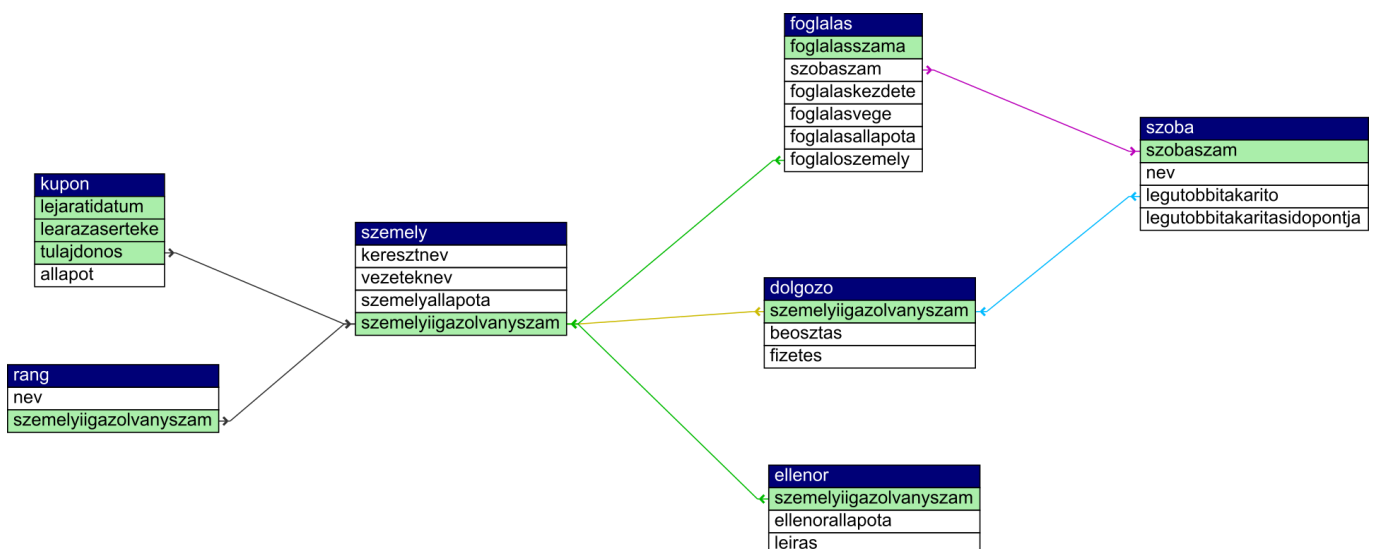 kupon
lejaratidatum
learazaserteke
tulajdonos
allapot
rang
nev
szemelyiigazolvanyszam
szemely
keresztnev
vezeteknev
szemelyallapota
szemelyiigazolvanyszam
foglalas
foglalasszama
szobaszam
foglalaskezdete
foglalasvege
foglalasallapota
foglaloszemely
dolgozo
szemelyiigazolvanyszam
beosztas
fizetes
ellenor
szemelyiigazolvanyszam
ellenorallapota
leiras
szoba
szobaszam
nev
legutobbitakarito
legutobbitakaritasidopontja